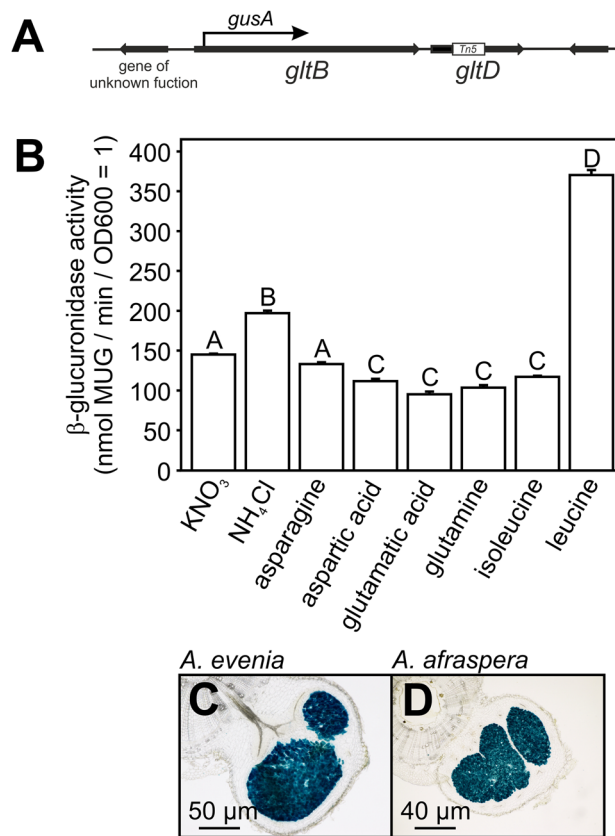 A
gusA
gene of
unknown fuction
gltB
Tn5
gltD
B
β-glucuronidase activity
(nmol MUG / min / OD600 = 1)
400
350
300
250
200
150
100
50
0
A
B
A
C
C
C
C
D
KNO₃
NH₄Cl
asparagine
aspartic acid
glutamatic acid
glutamine
isoleucine
leucine
A. evenia
A. afraspera
C
50 µm
D
40 µm